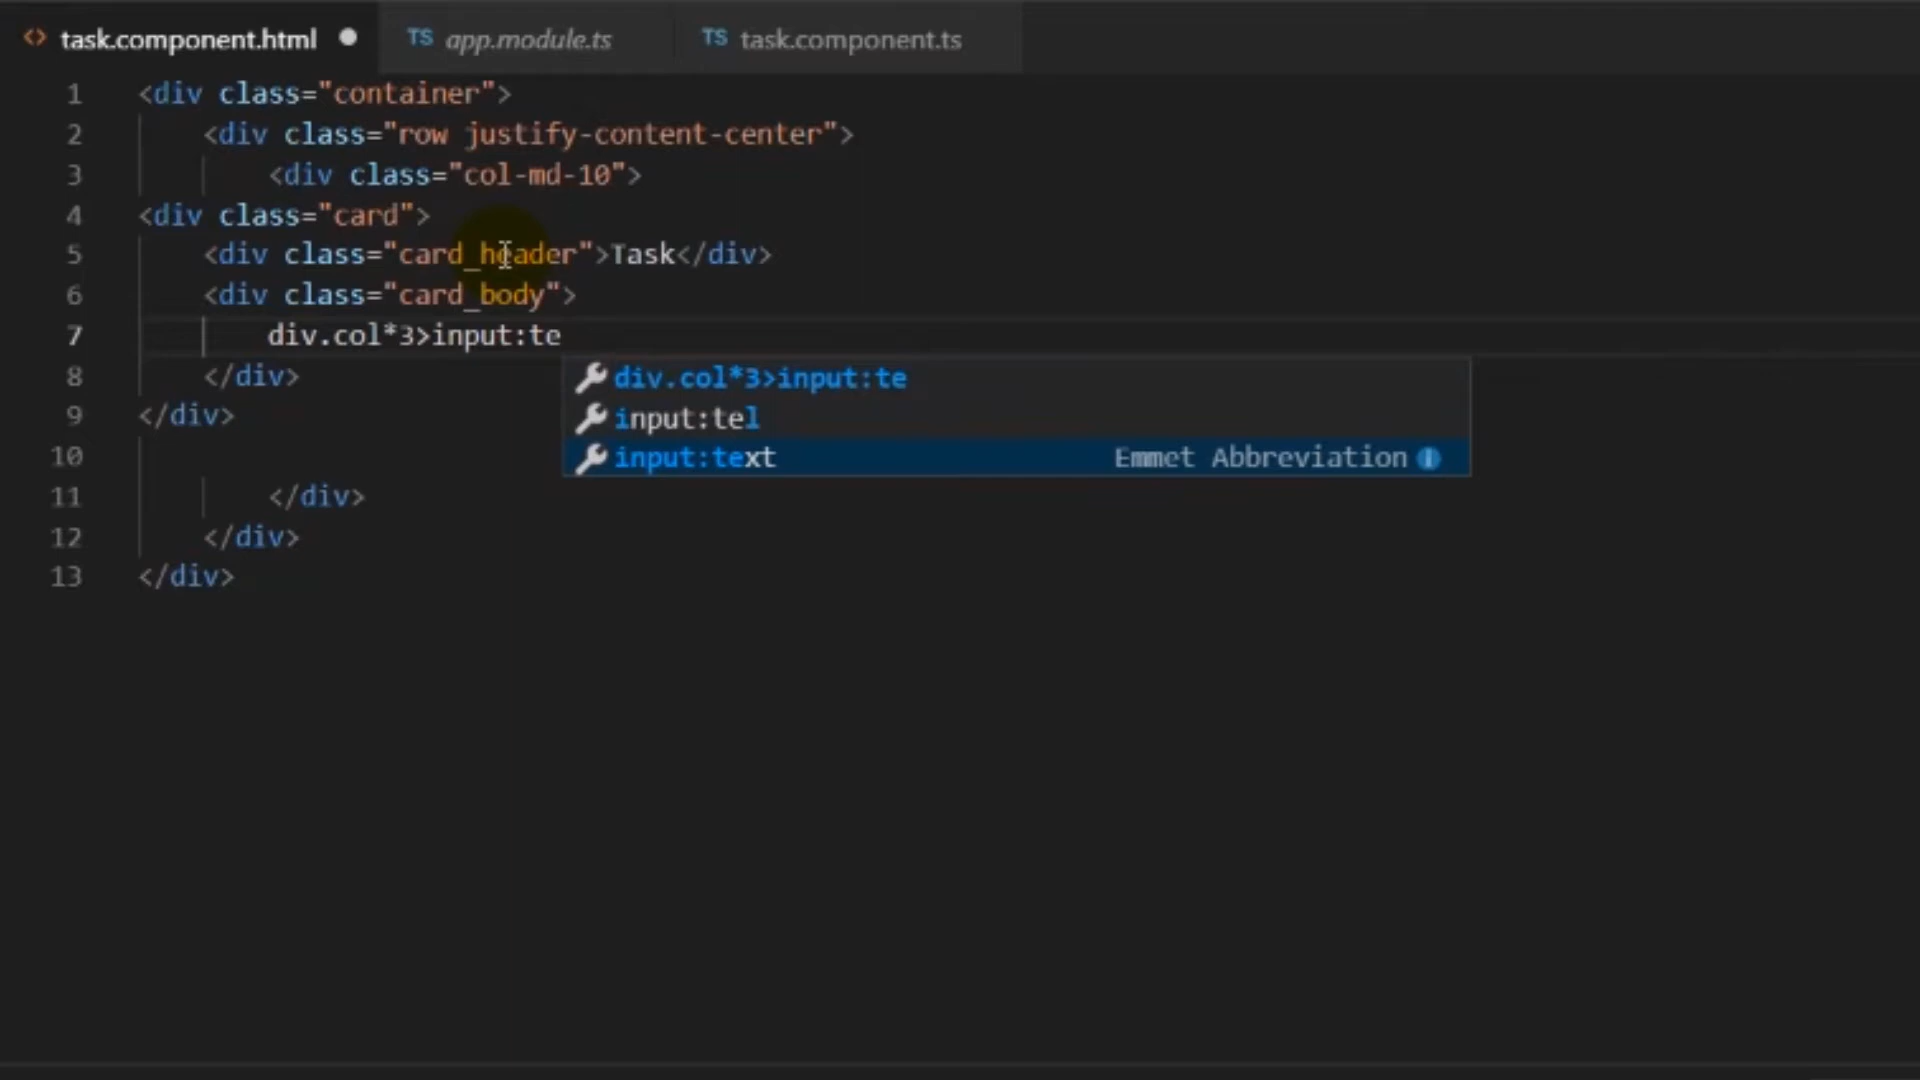 task.component.html TS app.module.ts TS task.component.ts
1 <div class="container">
2 <div class="row justify-content-center">
3 <div class="col-md-10">
4 <div class="card">
5 <div class="card_header">Task</div>
6 <div class="card_body">
7 div.col*3>input:te
div.col*3>input:te
8 </div>
input:tel
9 </div>
10
input:text Emmet Abbreviation
11 </div>
12 </div>
13 </div>